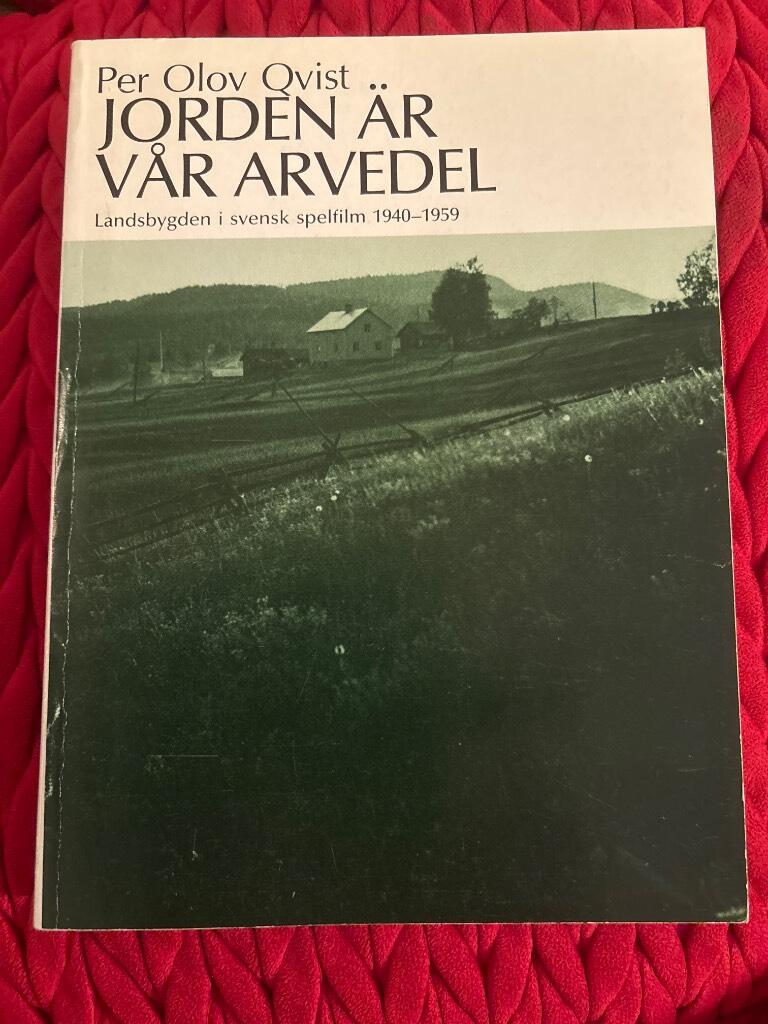 Per Olov Qvist
JORDEN ÄR
VÅR ARVEDEL
Landsbygden i svensk spelfilm 1940–1959